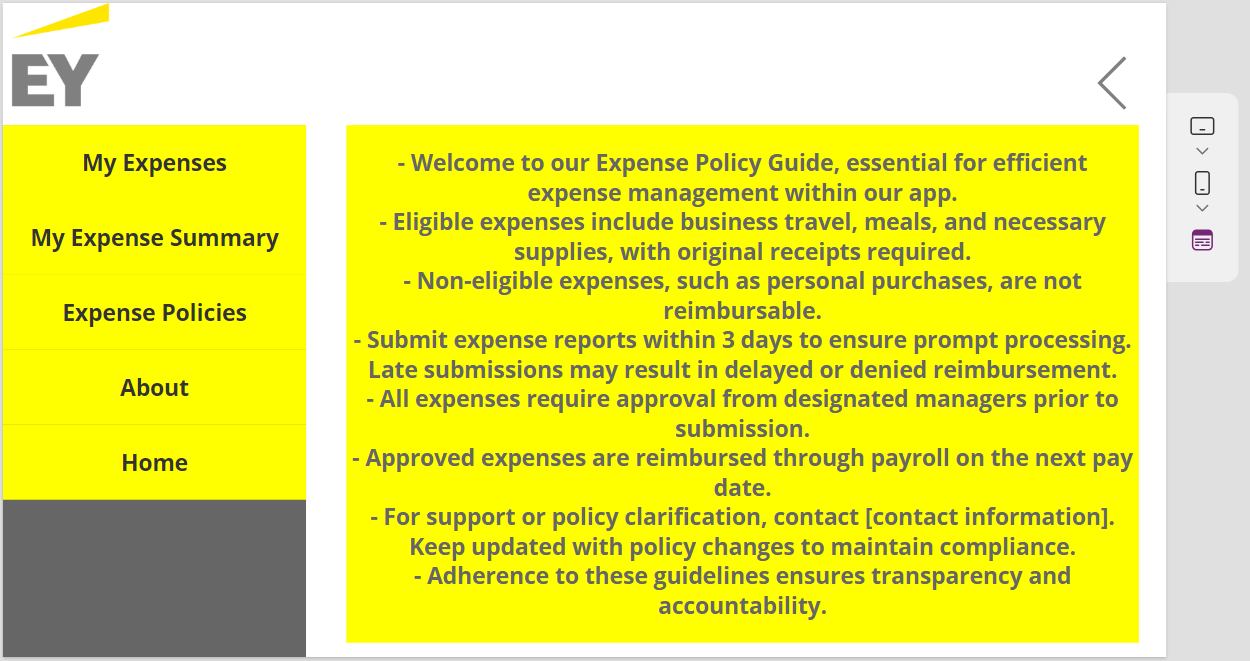 EY
My Expenses
My Expense Summary
Expense Policies
About
Home
- Welcome to our Expense Policy Guide, essential for efficient
expense management within our app.
- Eligible expenses include business travel, meals, and necessary
supplies, with original receipts required.
- Non-eligible expenses, such as personal purchases, are not
reimbursable.
- Submit expense reports within 3 days to ensure prompt processing.
Late submissions may result in delayed or denied reimbursement.
- All expenses require approval from designated managers prior to
submission.
- Approved expenses are reimbursed through payroll on the next pay
date.
- For support or policy clarification, contact [contact information].
Keep updated with policy changes to maintain compliance.
- Adherence to these guidelines ensures transparency and
accountability.